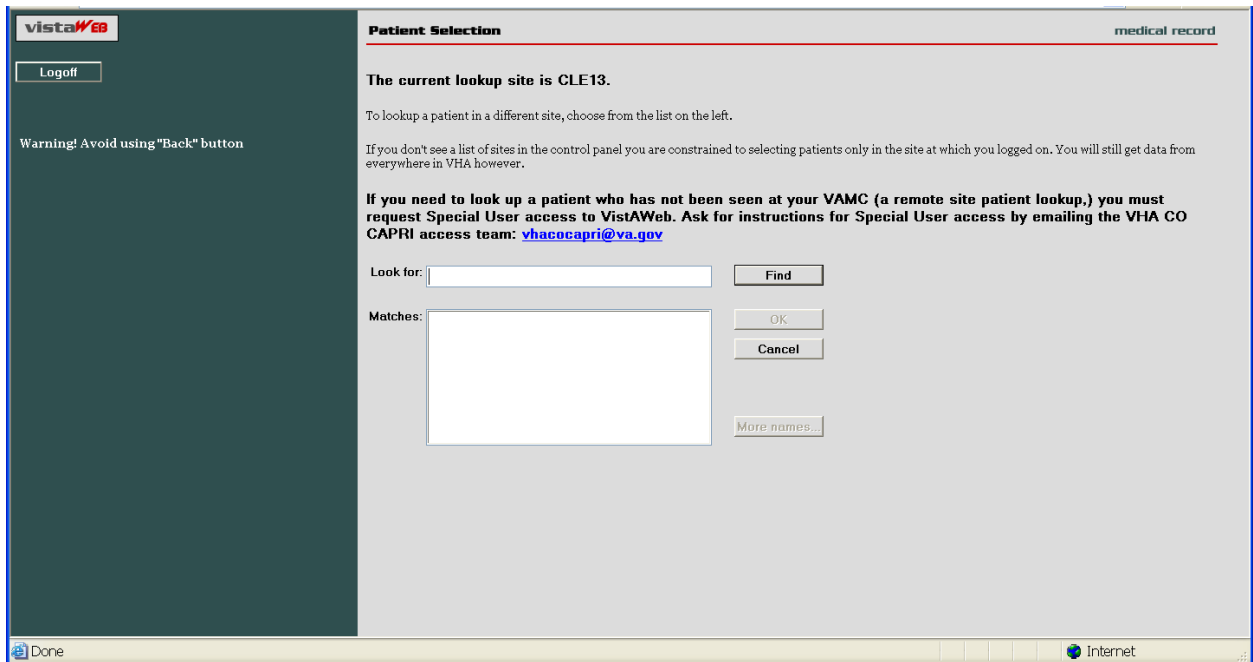 vistaWEB
Patient Selection
medical record
Logoff
The current lookup site is CLE13.
To lookup a patient in a different site, choose from the list on the left.
Warning! Avoid using "Back" button
If you don't see a list of sites in the control panel you are constrained to selecting patients only in the site at which you logged on. You will still get data from
everywhere in VHA however.
If you need to look up a patient who has not been seen at your VAMC (a remote site patient lookup,) you must
request Special User access to VistAWeb. Ask for instructions for Special User access by emailing the VHA CO
CAPRI access team: vhacocapri@va.gov
Look for:
Find
Matches:
OK
Cancel
More names...
Done
Internet